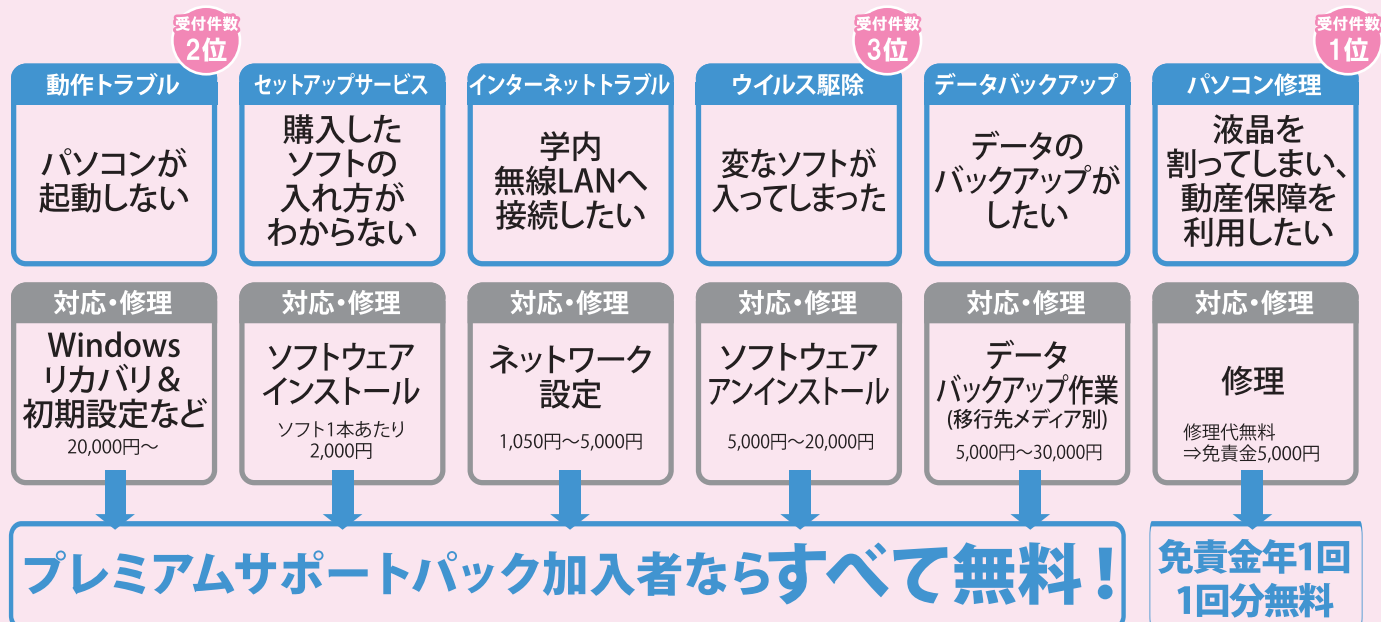 受付件数
2位
動作トラブル
パソコンが
起動しない
セットアップサービス
購入した
ソフトの
入れ方が
わからない
インターネットトラブル
学内
無線LANへ
接続したい
受付件数
3位
ウイルス駆除
変なソフトが
入ってしまった
データバックアップ
データの
バックアップが
したい
受付件数
1位
パソコン修理
液晶を
割ってしまい、
動産保障を
利用したい
対応・修理
Windows
リカバリ&
初期設定など
20,000円〜
対応・修理
ソフトウェア
インストール
ソフト1本あたり
2,000円
対応・修理
ネットワーク
設定
1,050円〜5,000円
対応・修理
ソフトウェア
アンインストール
5,000円〜20,000円
対応・修理
データ
バックアップ作業
(移行先メディア別)
5,000円〜30,000円
対応・修理
修理
修理代無料
⇒免責金5,000円
プレミアムサポートパック加入者ならすべて無料!
免責金年1回
1回分無料